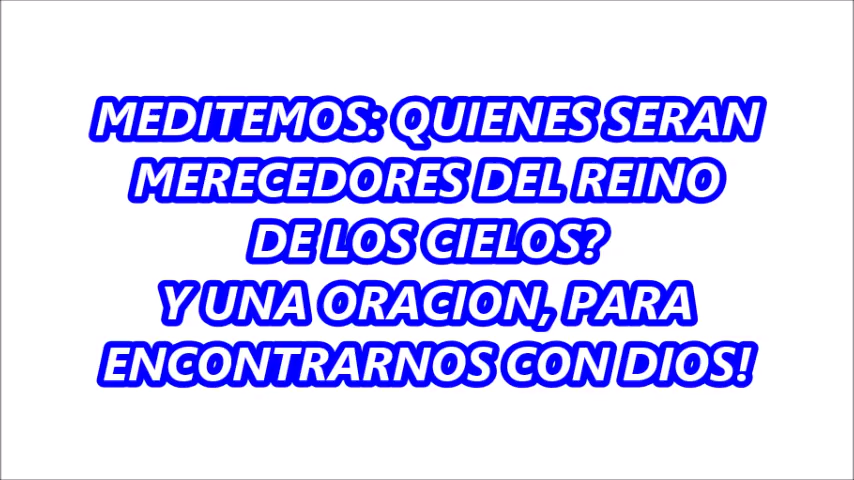 MEDITEMOS: QUIENES SERAN
MERECEDORES DEL REINO
DE LOS CIELOS?
Y UNA ORACION, PARA
ENCONTRARNOS CON DIOS!